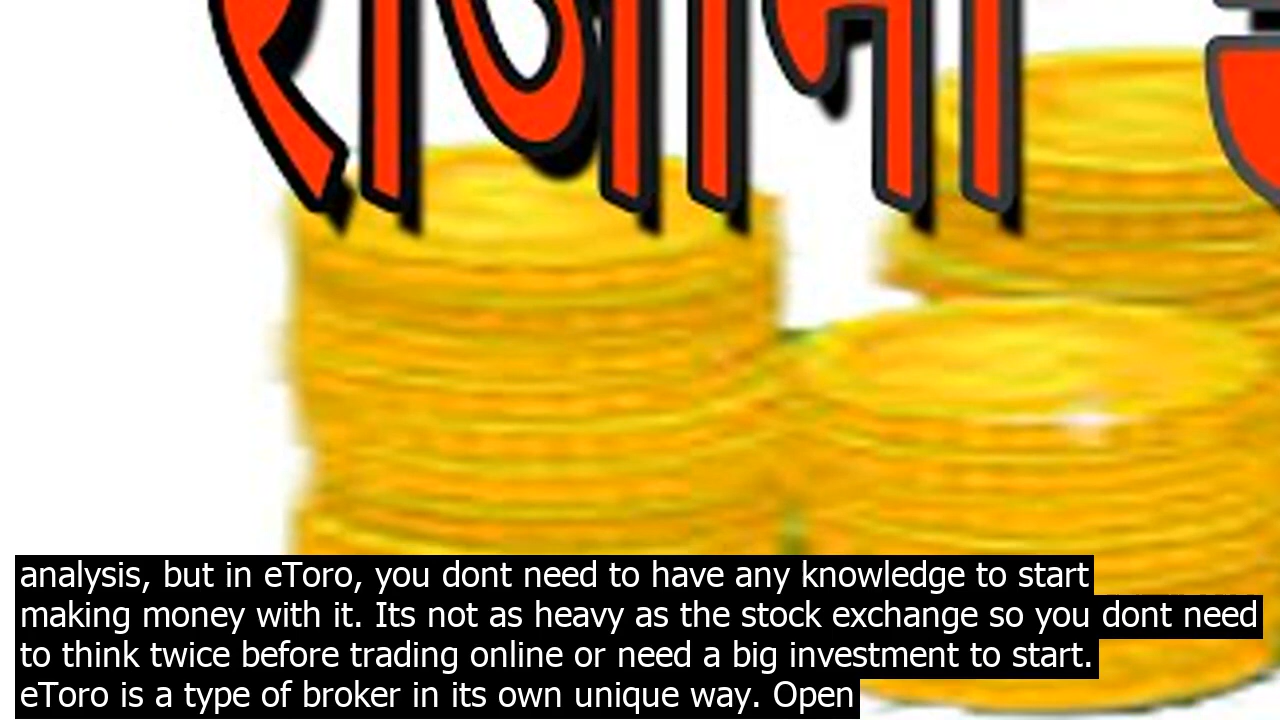 analysis, but in eToro, you dont need to have any knowledge to start
making money with it. Its not as heavy as the stock exchange so you dont need
to think twice before trading online or need a big investment to start.
eToro is a type of broker in its own unique way. Open